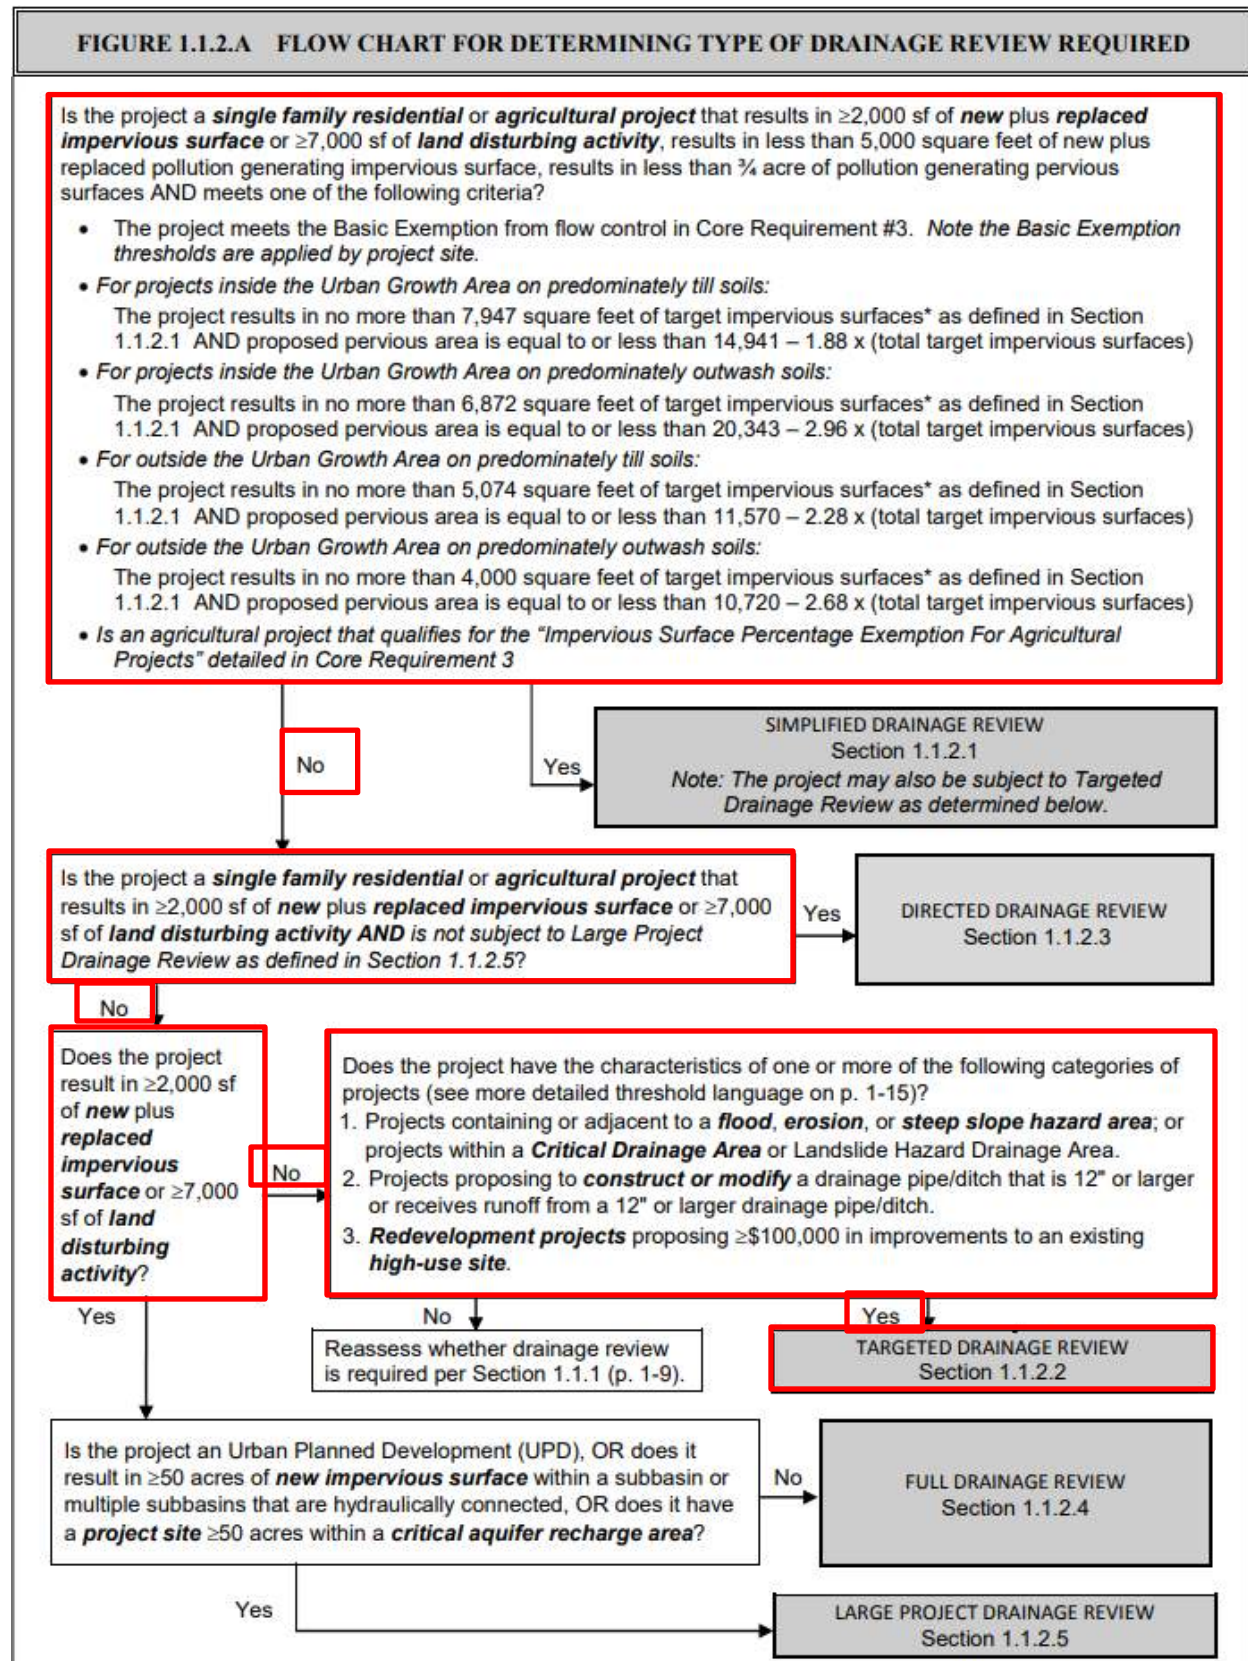 FIGURE 1.1.2.A FLOW CHART FOR DETERMINING TYPE OF DRAINAGE REVIEW REQUIRED
Is the project a single family residential or agricultural project that results in ≥2,000 sf of new plus replaced
impervious surface or ≥7,000 sf of land disturbing activity, results in less than 5,000 square feet of new plus
replaced pollution generating impervious surface, results in less than ¾ acre of pollution generating pervious
surfaces AND meets one of the following criteria?
• The project meets the Basic Exemption from flow control in Core Requirement #3. Note the Basic Exemption
thresholds are applied by project site.
• For projects inside the Urban Growth Area on predominately till soils:
The project results in no more than 7,947 square feet of target impervious surfaces* as defined in Section
1.1.2.1 AND proposed pervious area is equal to or less than 14,941 – 1.88 x (total target impervious surfaces)
• For projects inside the Urban Growth Area on predominately outwash soils:
The project results in no more than 6,872 square feet of target impervious surfaces* as defined in Section
1.1.2.1 AND proposed pervious area is equal to or less than 20,343 – 2.96 x (total target impervious surfaces)
• For outside the Urban Growth Area on predominately till soils:
The project results in no more than 5,074 square feet of target impervious surfaces* as defined in Section
1.1.2.1 AND proposed pervious area is equal to or less than 11,570 – 2.28 x (total target impervious surfaces)
• For outside the Urban Growth Area on predominately outwash soils:
The project results in no more than 4,000 square feet of target impervious surfaces* as defined in Section
1.1.2.1 AND proposed pervious area is equal to or less than 10,720 – 2.68 x (total target impervious surfaces)
• Is an agricultural project that qualifies for the “Impervious Surface Percentage Exemption For Agricultural
Projects” detailed in Core Requirement 3
No
Yes
SIMPLIFIED DRAINAGE REVIEW
Section 1.1.2.1
Note: The project may also be subject to Targeted
Drainage Review as determined below.
Is the project a single family residential or agricultural project that
results in ≥2,000 sf of new plus replaced impervious surface or ≥7,000
sf of land disturbing activity AND is not subject to Large Project
Drainage Review as defined in Section 1.1.2.5?
Yes
DIRECTED DRAINAGE REVIEW
Section 1.1.2.3
No
Does the project
result in ≥2,000 sf
of new plus
replaced
impervious
surface or ≥7,000
sf of land
disturbing
activity?
No
Does the project have the characteristics of one or more of the following categories of
projects (see more detailed threshold language on p. 1-15)?
1. Projects containing or adjacent to a flood, erosion, or steep slope hazard area; or
projects within a Critical Drainage Area or Landslide Hazard Drainage Area.
2. Projects proposing to construct or modify a drainage pipe/ditch that is 12" or larger
or receives runoff from a 12" or larger drainage pipe/ditch.
3. Redevelopment projects proposing ≥$100,000 in improvements to an existing
high-use site.
Yes
No
Yes
Reassess whether drainage review
is required per Section 1.1.1 (p. 1-9).
TARGETED DRAINAGE REVIEW
Section 1.1.2.2
Is the project an Urban Planned Development (UPD), OR does it
result in ≥50 acres of new impervious surface within a subbasin or
multiple subbasins that are hydraulically connected, OR does it have
a project site ≥50 acres within a critical aquifer recharge area?
No
FULL DRAINAGE REVIEW
Section 1.1.2.4
Yes
LARGE PROJECT DRAINAGE REVIEW
Section 1.1.2.5